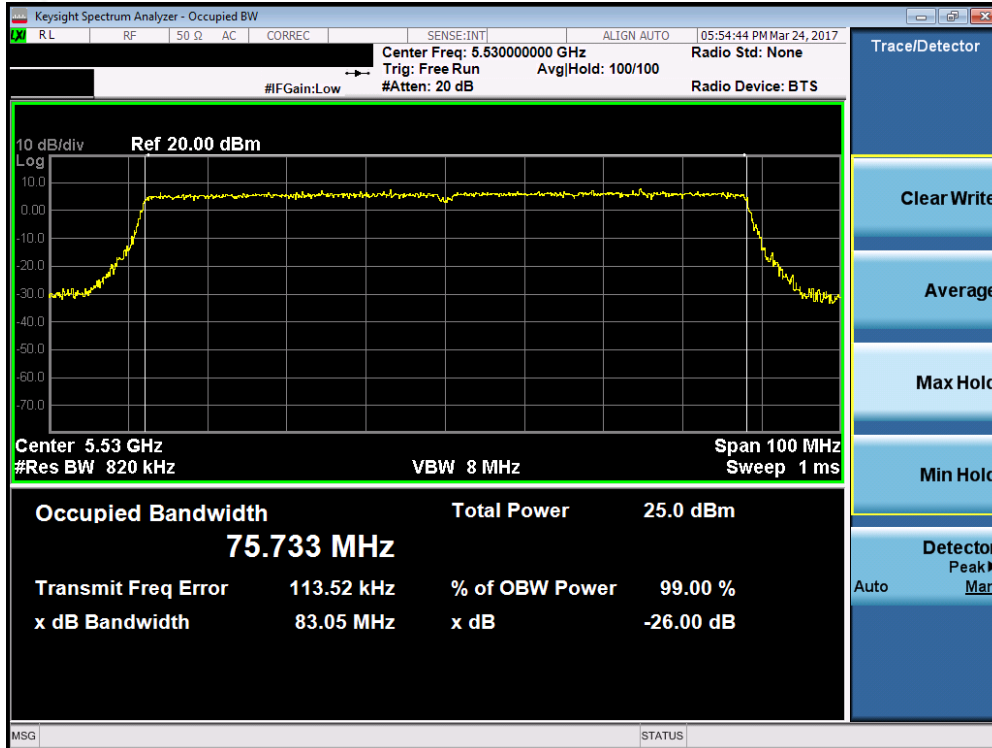 Keysight Spectrum Analyzer - Occupied BW
LXI RL RF 50 Ω AC CORREC SENSE:INT ALIGN AUTO 05:54:44 PM Mar 24, 2017
Center Freq: 5.530000000 GHz Radio Std: None
Trig: Free Run Avg|Hold: 100/100
#IFGain:Low #Atten: 20 dB Radio Device: BTS
Trace/Detector
10 dB/div Ref 20.00 dBm
Log
10.0
0.00
-10.0
-20.0
-30.0
-40.0
-50.0
-60.0
-70.0
Center 5.53 GHz Span 100 MHz
#Res BW 820 kHz VBW 8 MHz Sweep 1 ms
Occupied Bandwidth Total Power 25.0 dBm
75.733 MHz
Transmit Freq Error 113.52 kHz % of OBW Power 99.00 %
x dB Bandwidth 83.05 MHz x dB -26.00 dB
Clear Write
Average
Max Hold
Min Hold
Detector
Peak
Auto Man
MSG STATUS